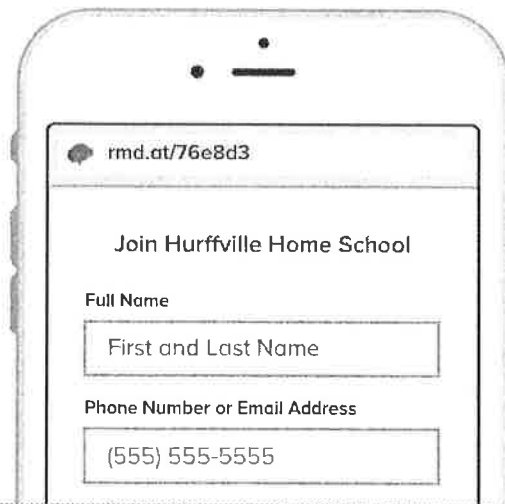 rmd.at/76e8d3
Join Hurffville Home School
Full Name
First and Last Name
Phone Number or Email Address
(555) 555-5555